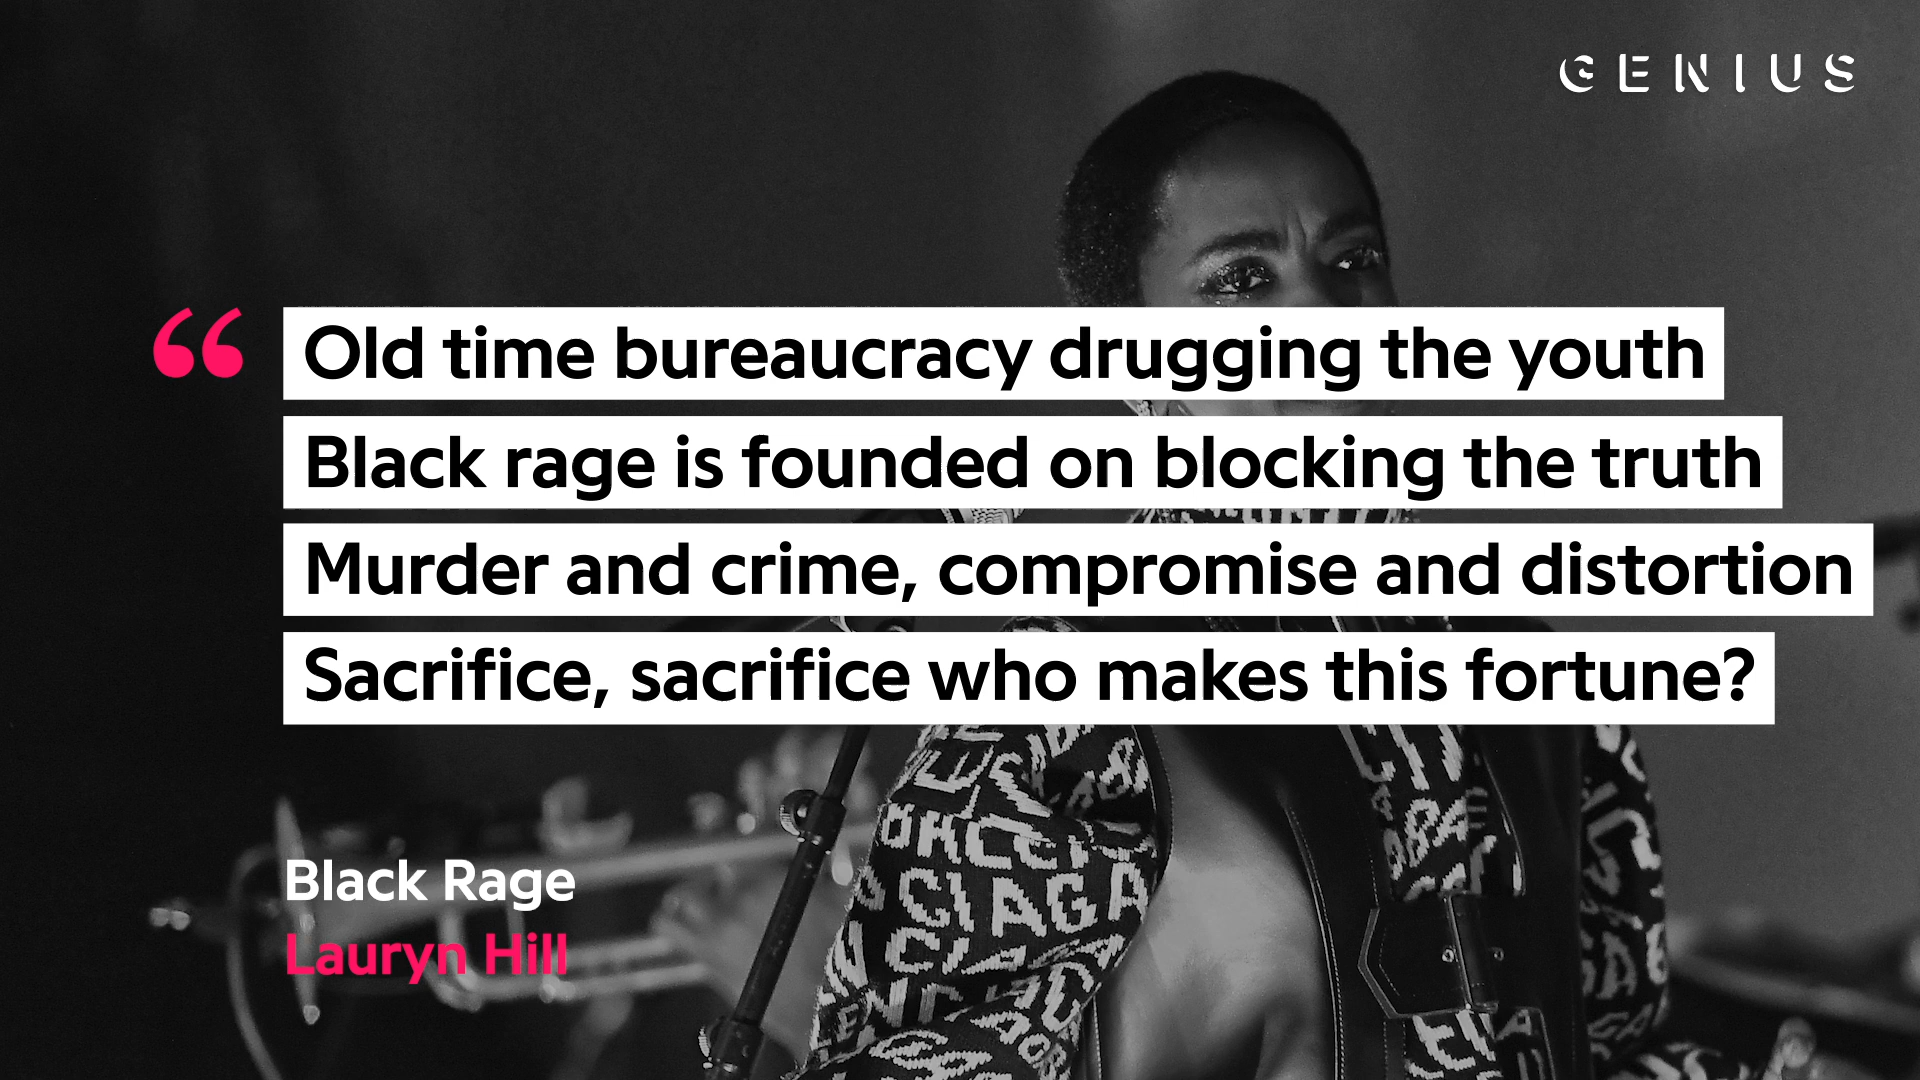 GENIUS
“ Old time bureaucracy drugging the youth
Black rage is founded on blocking the truth
Murder and crime, compromise and distortion
Sacrifice, sacrifice who makes this fortune?
Black Rage
Lauryn Hill